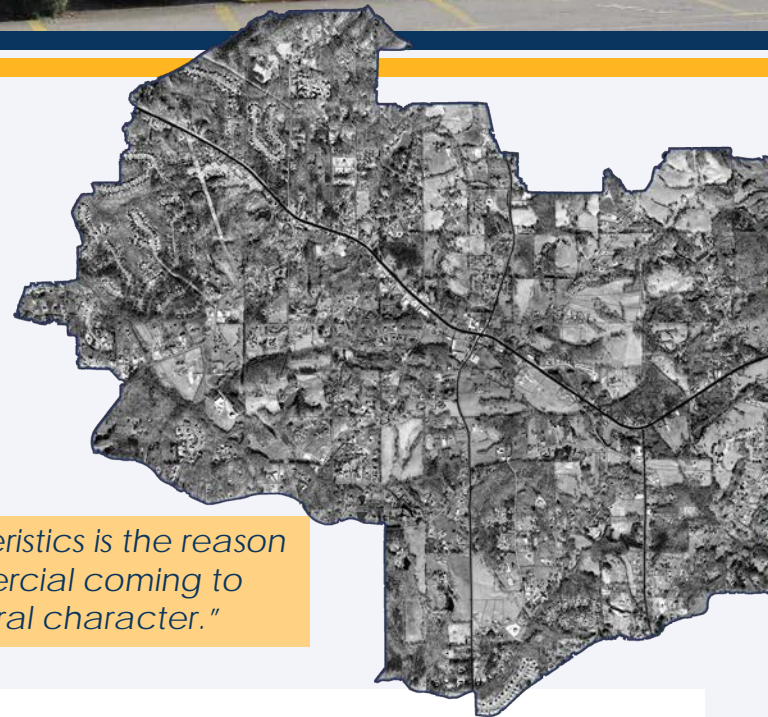 eristics is the reason
ercial coming to
ral character."